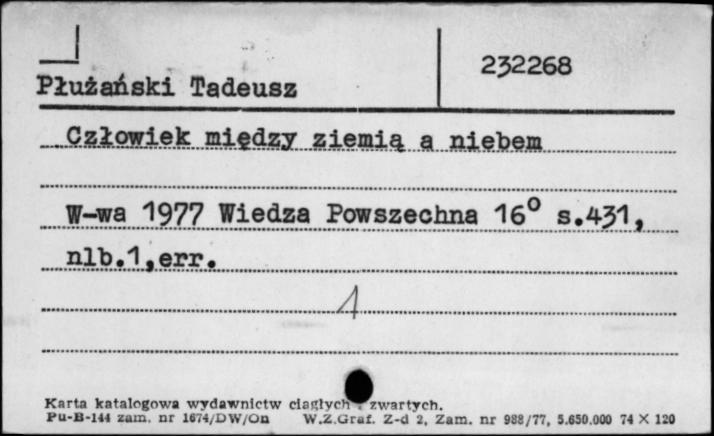 232268
Płużański Tadeusz
Człowiek między ziemią a niebem
W-wa 1977 Wiedza Powszechna 16⁰ s.431,
nlb.1,err.
1
Karta katalogowa wydawnictw ciągłych i zwartych.
Pu-B-144 zam. nr 1674/DW/On W.Z.Graf. Z-d 2, Zam. nr 988/77, 5.650.000 74 X 120